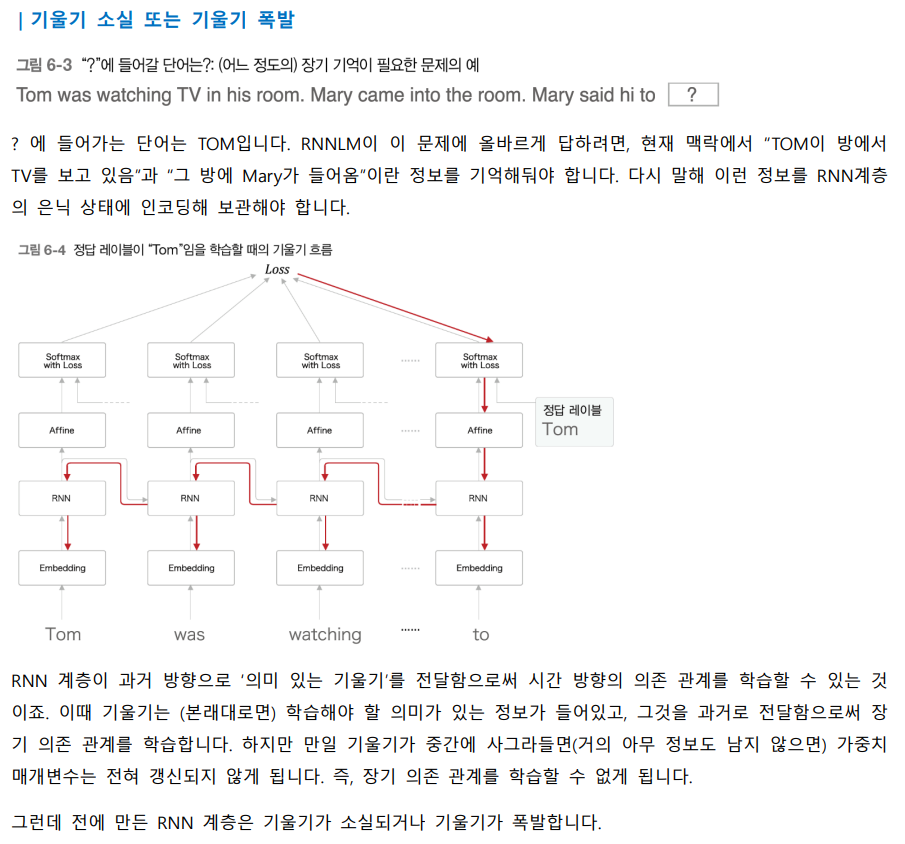 | 기울기 소실 또는 기울기 폭발
그림 6-3 “?”에 들어갈 단어는?: (어느 정도의) 장기 기억이 필요한 문제의 예
Tom was watching TV in his room. Mary came into the room. Mary said hi to ?
? 에 들어가는 단어는 TOM입니다. RNNLM이 이 문제에 올바르게 답하려면, 현재 맥락에서 “TOM이 방에서
TV를 보고 있음”과 “그 방에 Mary가 들어옴”이란 정보를 기억해둬야 합니다. 다시 말해 이런 정보를 RNN계층
의 은닉 상태에 인코딩해 보관해야 합니다.
그림 6-4 정답 레이블이 “Tom”임을 학습할 때의 기울기 흐름
Loss
Softmax with Loss Softmax with Loss Softmax with Loss ...... Softmax with Loss
정답 레이블
Tom
Affine Affine Affine ...... Affine
RNN RNN RNN RNN
Embedding Embedding Embedding ...... Embedding
Tom was watching ...... to
RNN 계층이 과거 방향으로 ‘의미 있는 기울기’를 전달함으로써 시간 방향의 의존 관계를 학습할 수 있는 것
이죠. 이때 기울기는 (본래대로면) 학습해야 할 의미가 있는 정보가 들어있고, 그것을 과거로 전달함으로써 장
기 의존 관계를 학습합니다. 하지만 만일 기울기가 중간에 사그라들면(거의 아무 정보도 남지 않으면) 가중치
매개변수는 전혀 갱신되지 않게 됩니다. 즉, 장기 의존 관계를 학습할 수 없게 됩니다.
그런데 전에 만든 RNN 계층은 기울기가 소실되거나 기울기가 폭발합니다.